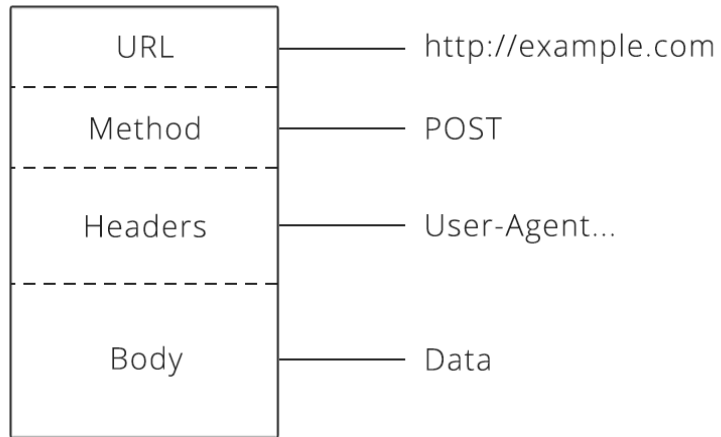 URL http://example.com
Method POST
Headers User-Agent...
Body Data